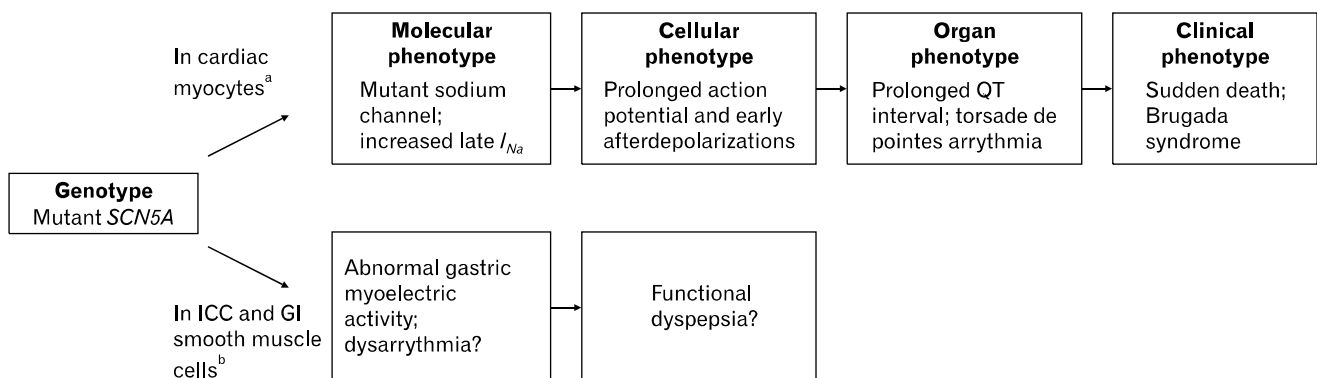 In cardiac
myocytesᵃ
Molecular
phenotype
Mutant sodium
channel;
increased late I_Na
Cellular
phenotype
Prolonged action
potential and early
afterdepolarizations
Organ
phenotype
Prolonged QT
interval; torsade de
pointes arrythmia
Clinical
phenotype
Sudden death;
Brugada
syndrome
Genotype
Mutant SCN5A
In ICC and GI
smooth muscle
cellsᵇ
Abnormal gastric
myoelectric
activity;
dysarrythmia?
Functional
dyspepsia?